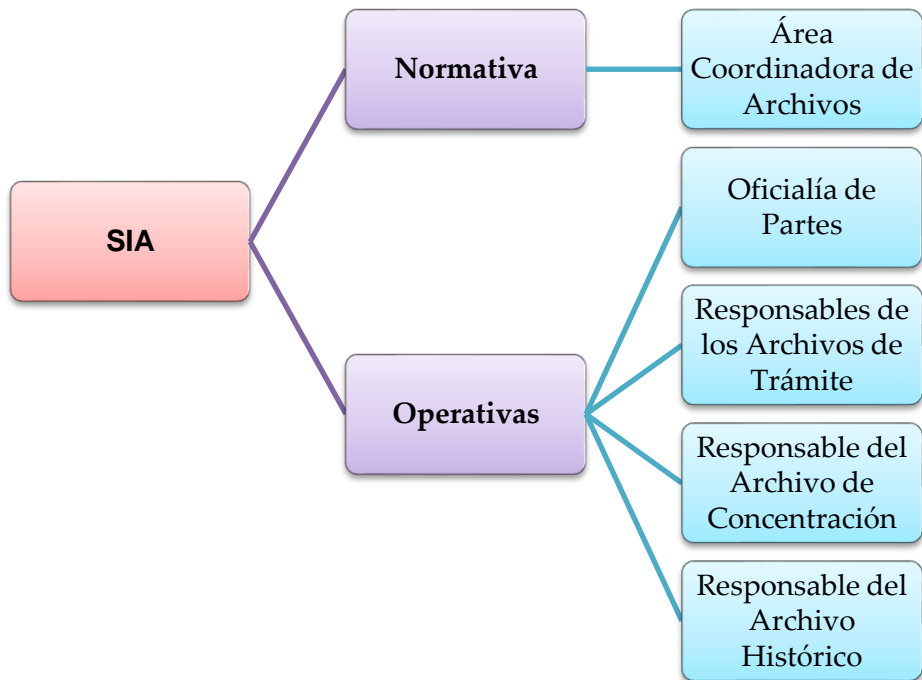 SIA
Normativa
Área
Coordinadora de
Archivos
Operativas
Oficialía de
Partes
Responsables de
los Archivos de
Trámite
Responsable del
Archivo de
Concentración
Responsable del
Archivo
Histórico